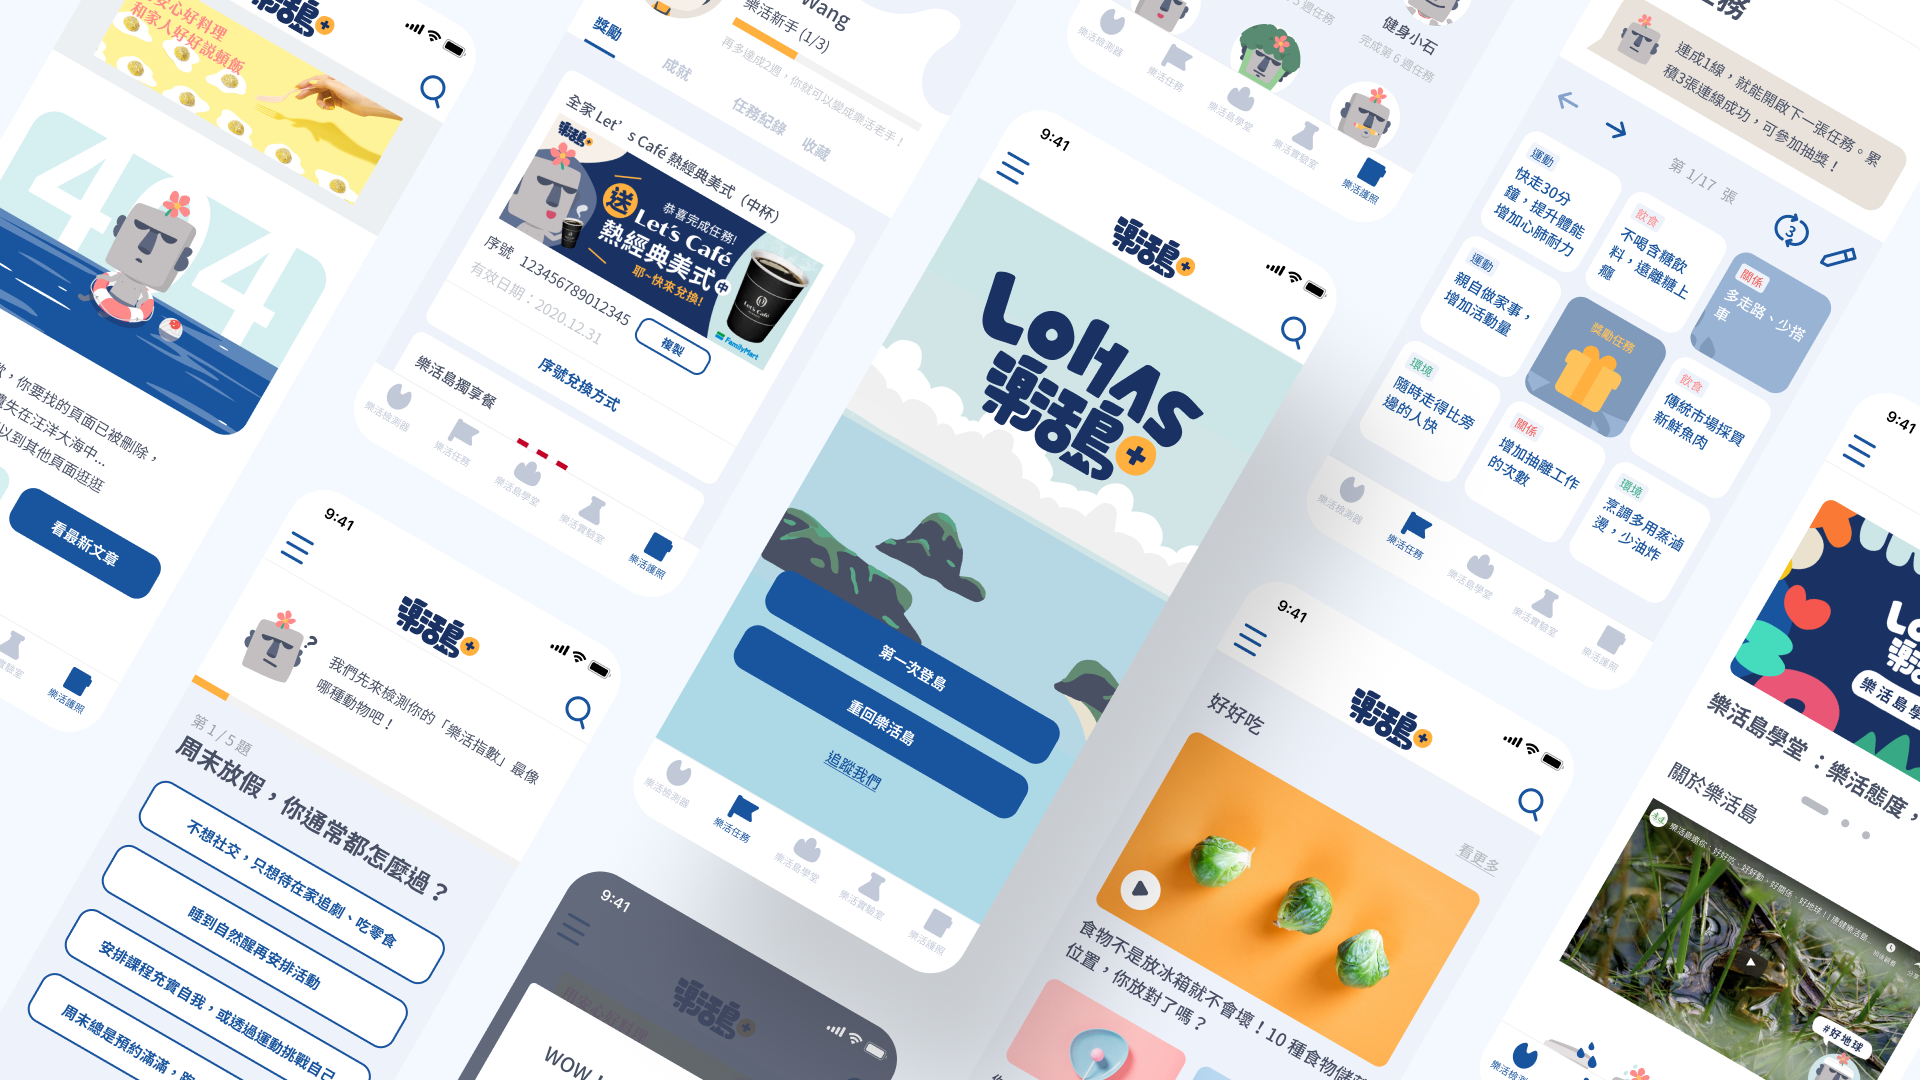 安心好料理
和家人好好説頓飯
404
你要找的頁面已被刪除，
遺失在汪洋大海中...
以到其他頁面逛逛
看最新文章
樂活護照
Wang
樂活新手 (1/3)
再多達成2週，你就可以變成樂活老手！
獎勵
成就
任務紀錄
收藏
全家 Let's Café 熱經典美式（中杯）
恭喜完成任務!
送
Let's Café
熱經典美式
中
耶~快來兌換!
Let's Café
FamilyMart
序號 123456789012345
有效日期：2020.12.31
複製
序號兌換方式
樂活島獨享餐
樂活檢測器
樂活任務
樂活島學堂
樂活實驗室
樂活護照
9:41
樂活島
我們先來檢測你的「樂活指數」最像
哪種動物吧！
第 1 / 5 題
周末放假，你通常都怎麼過？
不想社交，只想待在家追劇、吃零食
睡到自然醒再安排活動
安排課程充實自我，或透過運動挑戰自己
周末總是預約滿滿，
9:41
樂活島
LOHAS
樂活島
第一次登島
重回樂活島
追蹤我們
樂活檢測器
樂活任務
樂活島學堂
樂活實驗室
樂活護照
9:41
樂活島
WOW
5 週任務
健身小石
完成第 6 週任務
樂活檢測器
樂活任務
樂活島學堂
樂活實驗室
樂活護照
連成1線，就能開啟下一張任務。累
積3張連線成功，可參加抽獎！
第 1/17 張
3
運動
快走30分
鐘，提升體能
增加心肺耐力
飲食
不喝含糖飲
料，遠離糖上
癮
關係
多走路、少搭
車
運動
親自做家事，
增加活動量
獎勵任務
飲食
傳統市場採買
新鮮魚肉
環境
隨時走得比旁
邊的人快
關係
增加抽離工作
的次數
環境
烹調多用蒸滷
燙，少油炸
樂活檢測器
樂活任務
樂活島學堂
樂活實驗室
樂活護照
9:41
樂活島
好好吃
看更多
食物不是放冰箱就不會壞！10 種食物儲
位置，你放對了嗎？
9:41
樂活島學堂：樂活態度，
關於樂活島
#好地球